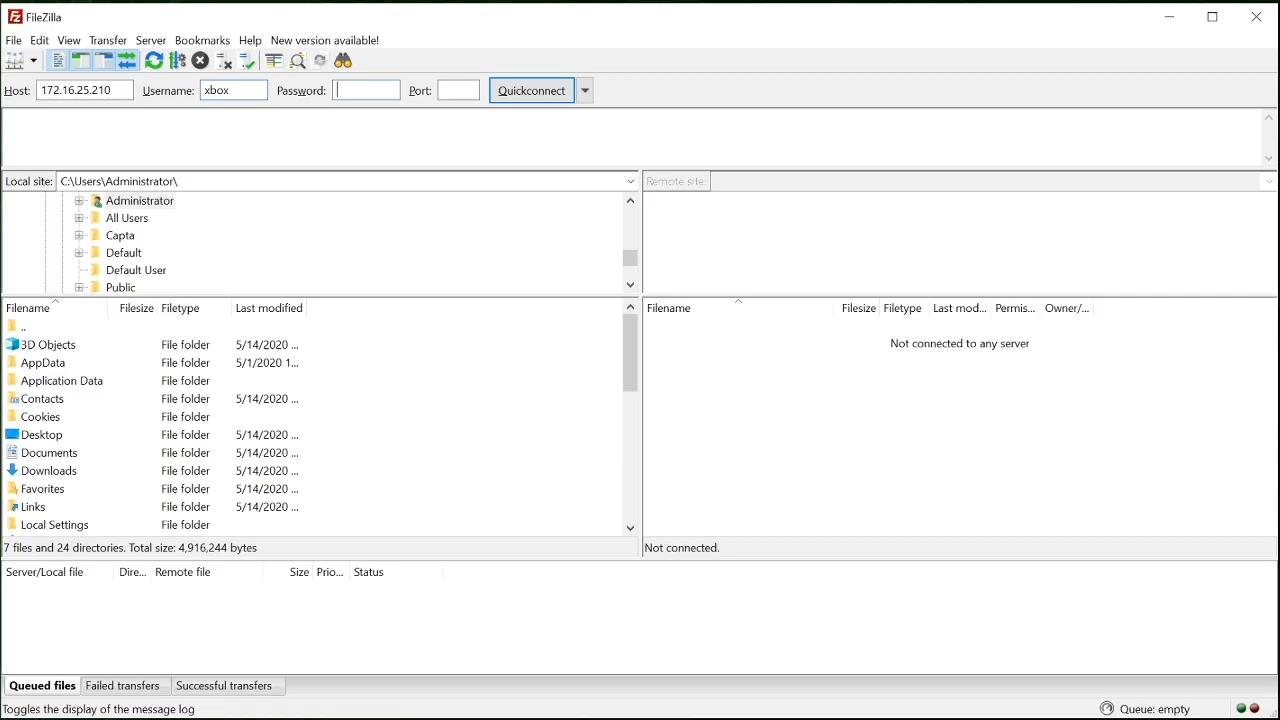 FileZilla
File Edit View Transfer Server Bookmarks Help New version available!
Host: 172.16.25.210 Username: xbox Password: Port: Quickconnect
Local site: C:\Users\Administrator\ Remote site:
Administrator
All Users
Capta
Default
Default User
Public
Filename Filesize Filetype Last modified
..
3D Objects File folder 5/14/2020 ...
AppData File folder 5/1/2020 1...
Application Data File folder
Contacts File folder 5/14/2020 ...
Cookies File folder
Desktop File folder 5/14/2020 ...
Documents File folder 5/14/2020 ...
Downloads File folder 5/14/2020 ...
Favorites File folder 5/14/2020 ...
Links File folder 5/14/2020 ...
Local Settings File folder
7 files and 24 directories. Total size: 4,916,244 bytes
Filename Filesize Filetype Last mod... Permis... Owner/...
Not connected to any server
Not connected.
Server/Local file Dire... Remote file Size Prio... Status
Queued files Failed transfers Successful transfers
Toggles the display of the message log Queue: empty